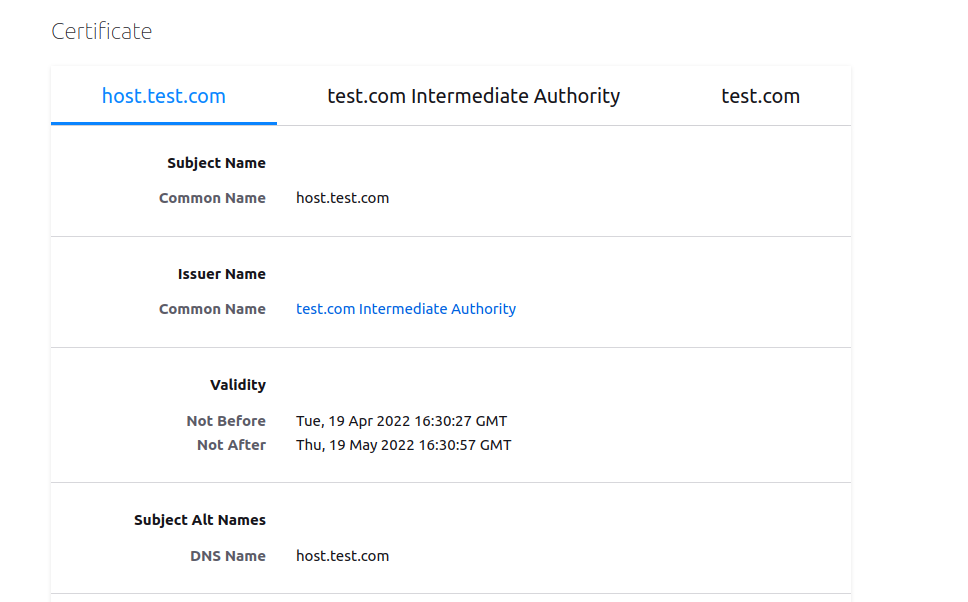 Certificate
host.test.com test.com Intermediate Authority test.com
Subject Name
Common Name host.test.com
Issuer Name
Common Name test.com Intermediate Authority
Validity
Not Before Tue, 19 Apr 2022 16:30:27 GMT
Not After Thu, 19 May 2022 16:30:57 GMT
Subject Alt Names
DNS Name host.test.com